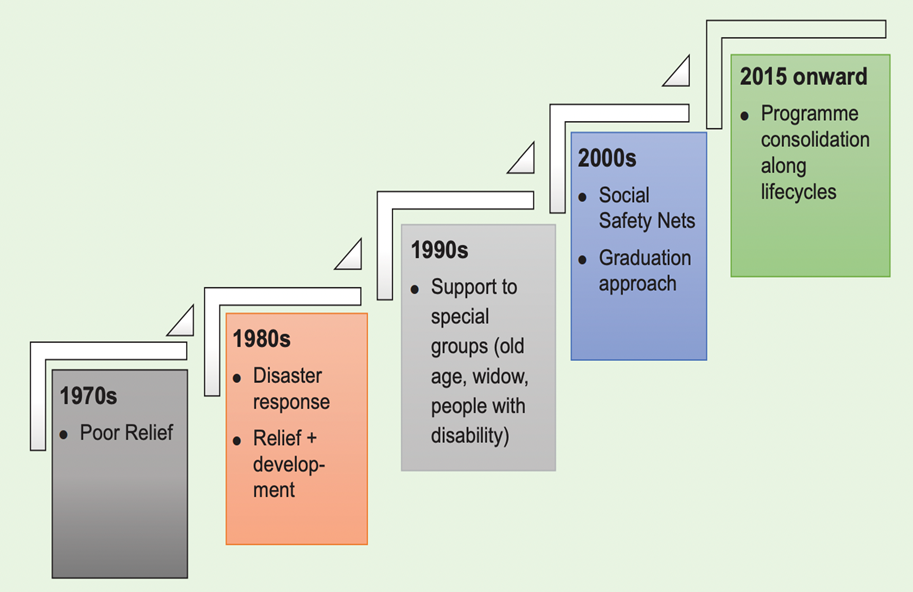 1970s
• Poor Relief
1980s
• Disaster
response
• Relief +
develop-
ment
1990s
• Support to
special
groups (old
age, widow,
people with
disability)
2000s
• Social
Safety Nets
• Graduation
approach
2015 onward
• Programme
consolidation
along
lifecycles